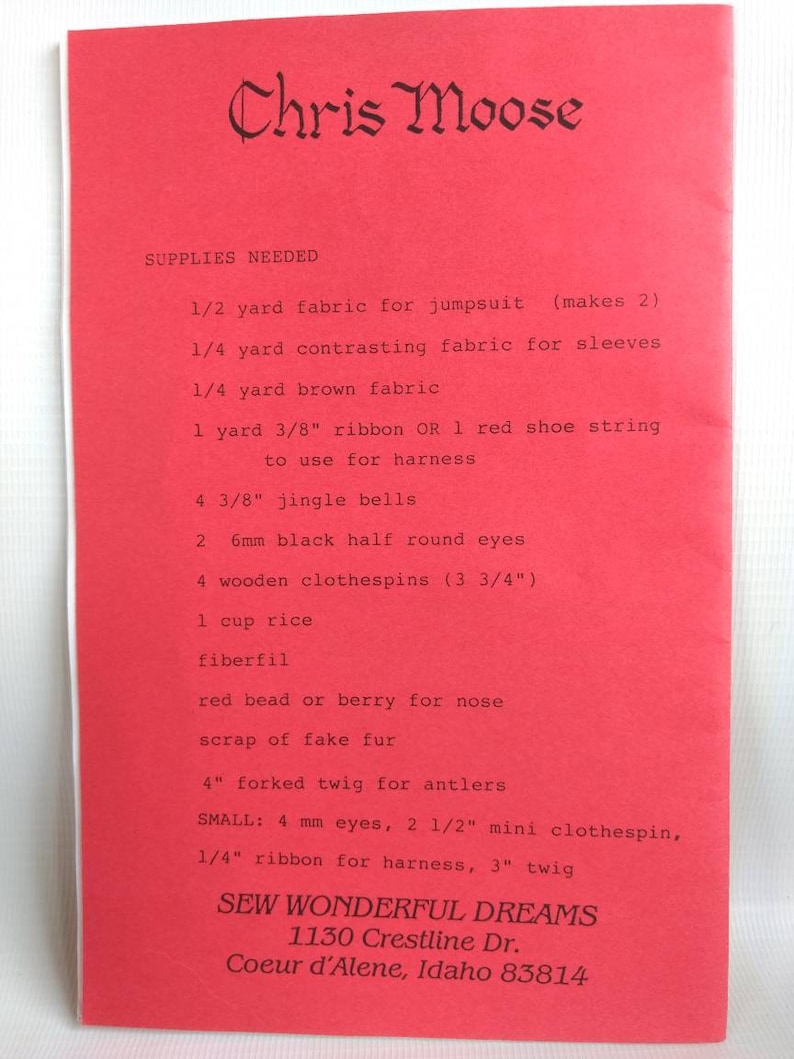 Chris Moose
SUPPLIES NEEDED
1/2 yard fabric for jumpsuit (makes 2)
1/4 yard contrasting fabric for sleeves
1/4 yard brown fabric
1 yard 3/8" ribbon OR 1 red shoe string
to use for harness
4 3/8" jingle bells
2 6mm black half round eyes
4 wooden clothespins (3 3/4")
1 cup rice
fiberfil
red bead or berry for nose
scrap of fake fur
4" forked twig for antlers
SMALL: 4 mm eyes, 2 1/2" mini clothespin,
1/4" ribbon for harness, 3" twig
SEW WONDERFUL DREAMS
1130 Crestline Dr.
Coeur d'Alene, Idaho 83814